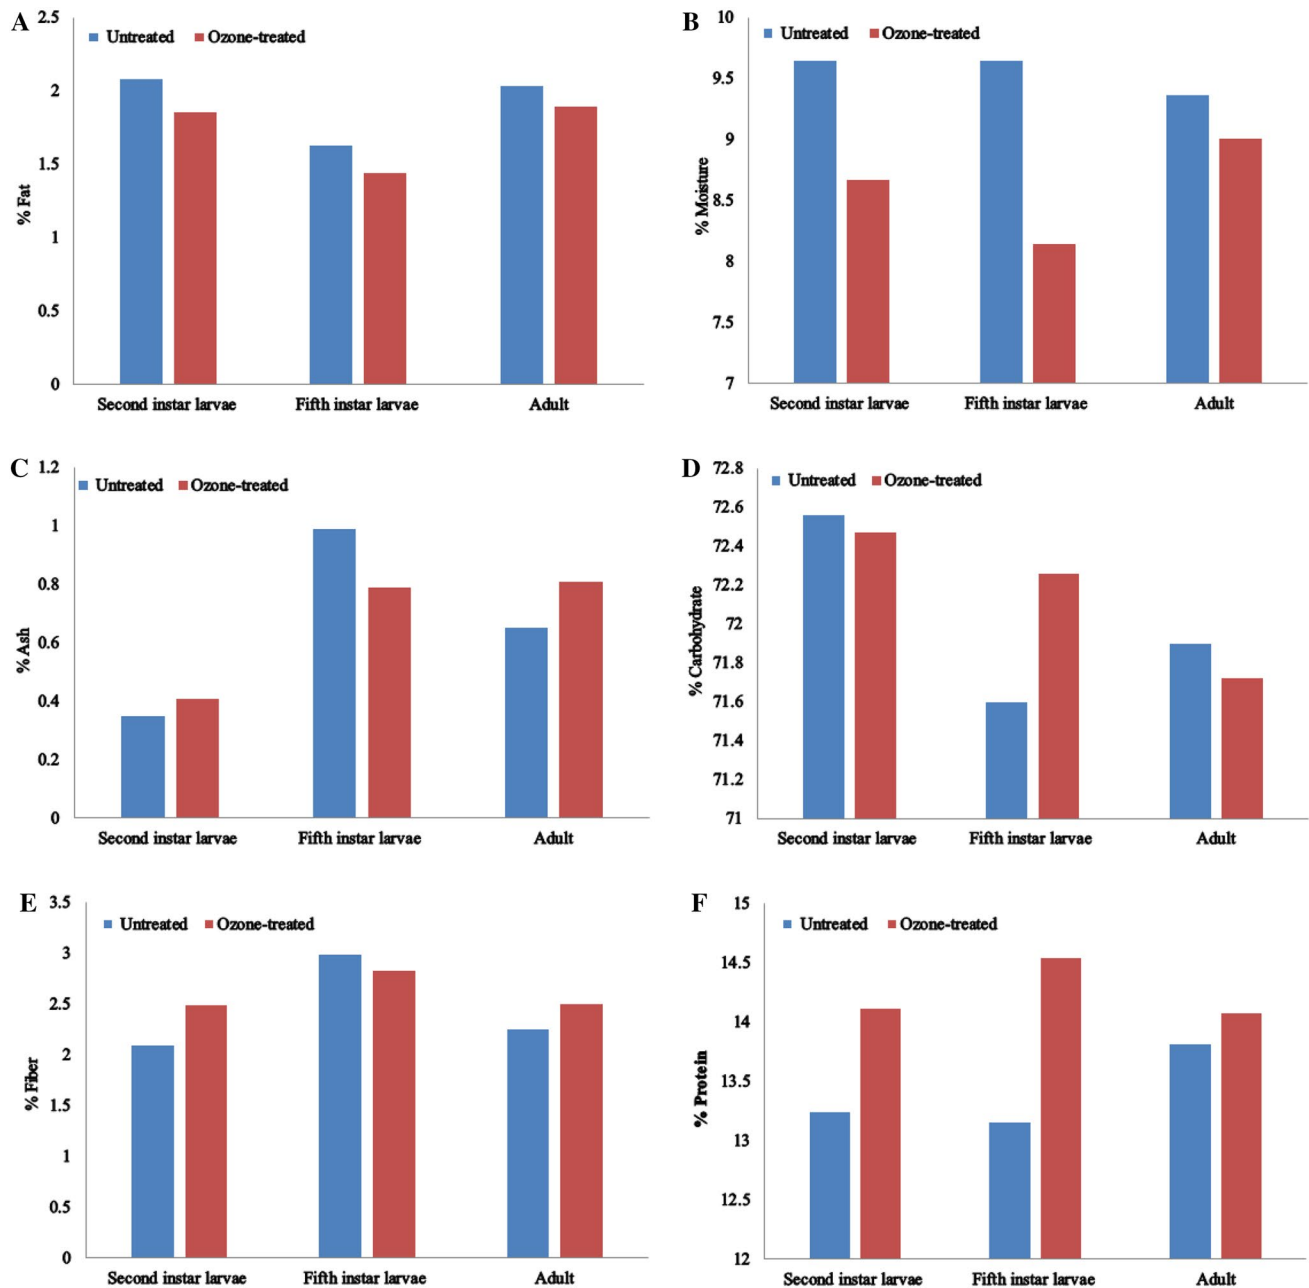 A
2.5
Untreated Ozone-treated
2
1.5
% Fat
1
0.5
0
Second instar larvae Fifth instar larvae Adult
B
10
Untreated Ozone-treated
9.5
9
% Moisture
8.5
8
7.5
7
Second instar larvae Fifth instar larvae Adult
C
1.2
Untreated Ozone-treated
1
0.8
% Ash
0.6
0.4
0.2
0
Second instar larvae Fifth instar larvae Adult
D
72.8
Untreated Ozone-treated
72.6
72.4
72.2
% Carbohydrate
72
71.8
71.6
71.4
71.2
71
Second instar larvae Fifth instar larvae Adult
E
3.5
Untreated Ozone-treated
3
2.5
% Fiber
2
1.5
1
0.5
0
Second instar larvae Fifth instar larvae Adult
F
15
Untreated Ozone-treated
14.5
14
% Protein
13.5
13
12.5
12
Second instar larvae Fifth instar larvae Adult